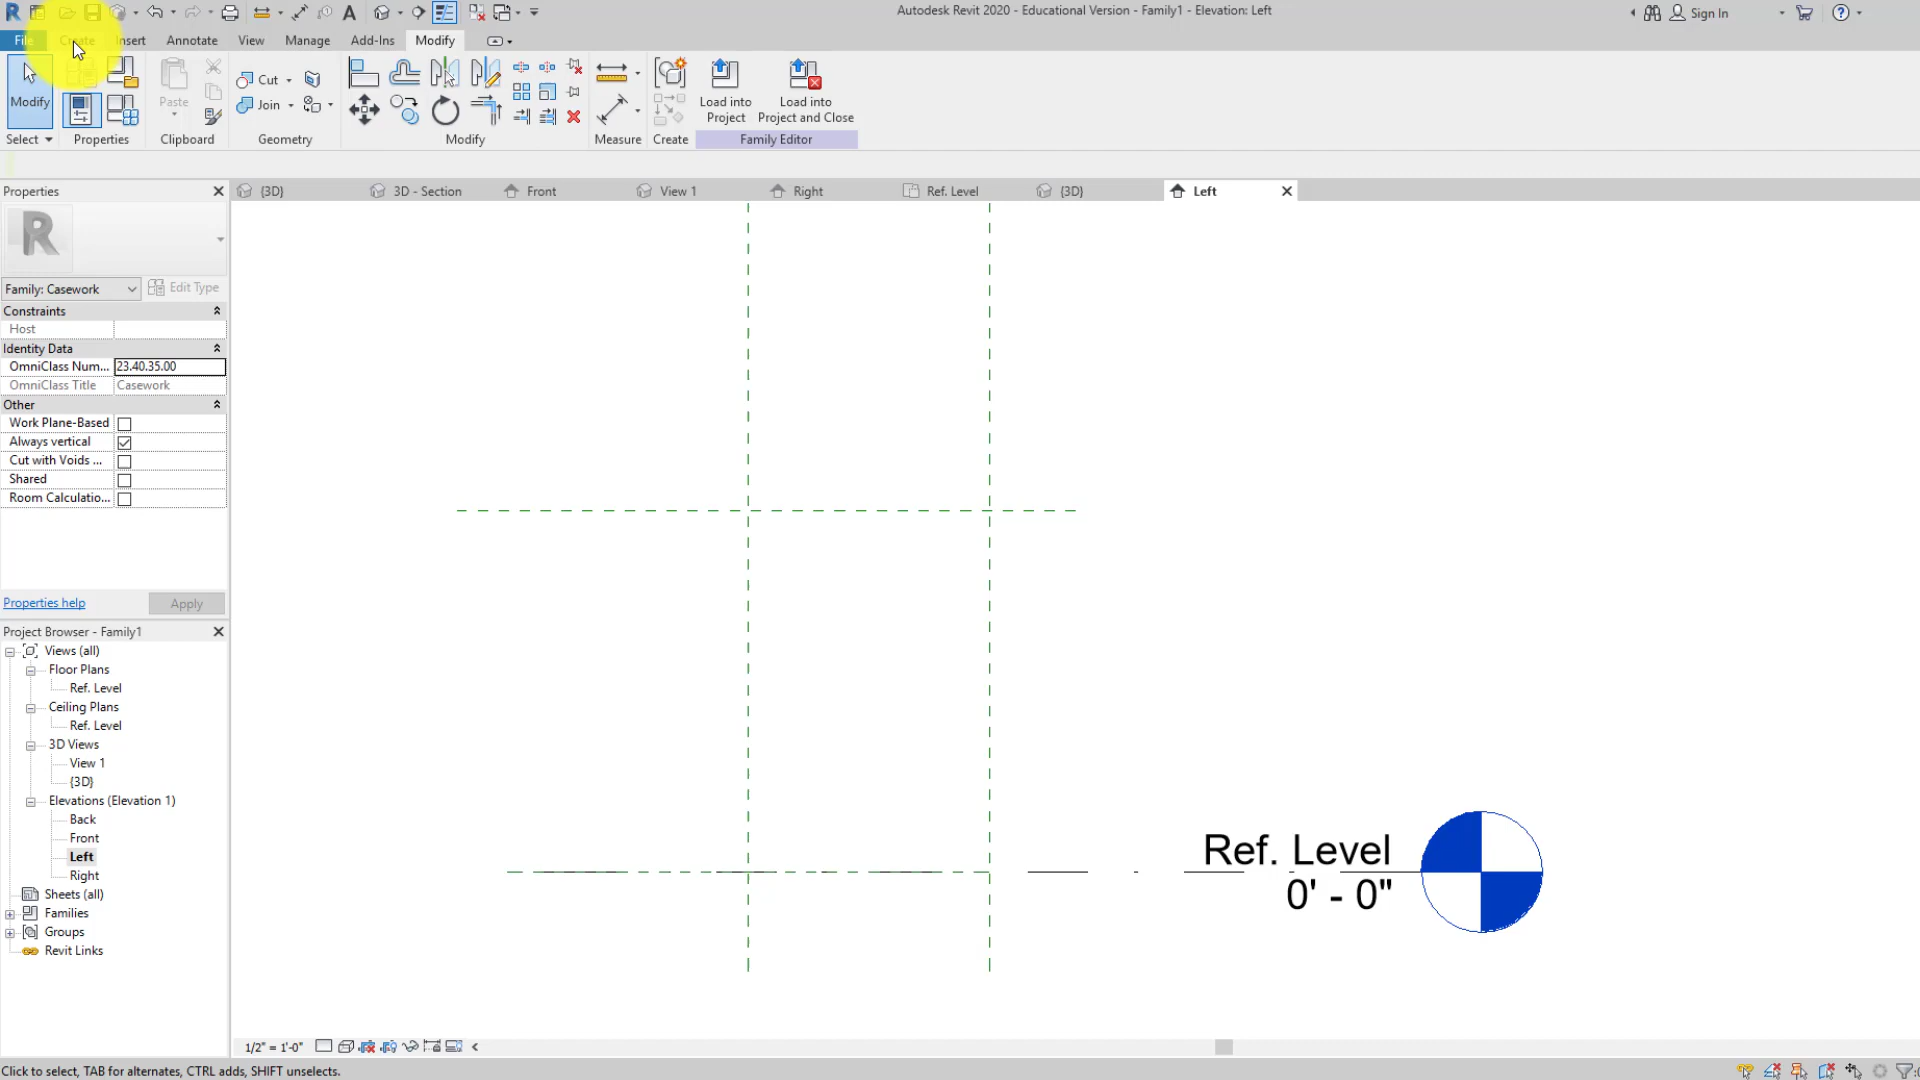 Autodesk Revit 2020 - Educational Version - Family1 - Elevation: Left
Sign In
File Create Insert Annotate View Manage Add-Ins Modify
Modify
Paste
Cut
Join
Load into Project
Load into Project and Close
Select Properties Clipboard Geometry Modify Measure Create Family Editor
Properties
{3D} 3D - Section Front View 1 Right Ref. Level {3D} Left
Family: Casework Edit Type
Constraints
Host
Identity Data
OmniClass Num... 23.40.35.00
OmniClass Title Casework
Other
Work Plane-Based
Always vertical
Cut with Voids ...
Shared
Room Calculatio...
Properties help Apply
Project Browser - Family1
Views (all)
Floor Plans
Ref. Level
Ceiling Plans
Ref. Level
3D Views
View 1
{3D}
Elevations (Elevation 1)
Back
Front
Left
Right
Sheets (all)
Families
Groups
Revit Links
Ref. Level
0' - 0"
1/2" = 1'-0"
Click to select, TAB for alternates, CTRL adds, SHIFT unselects.